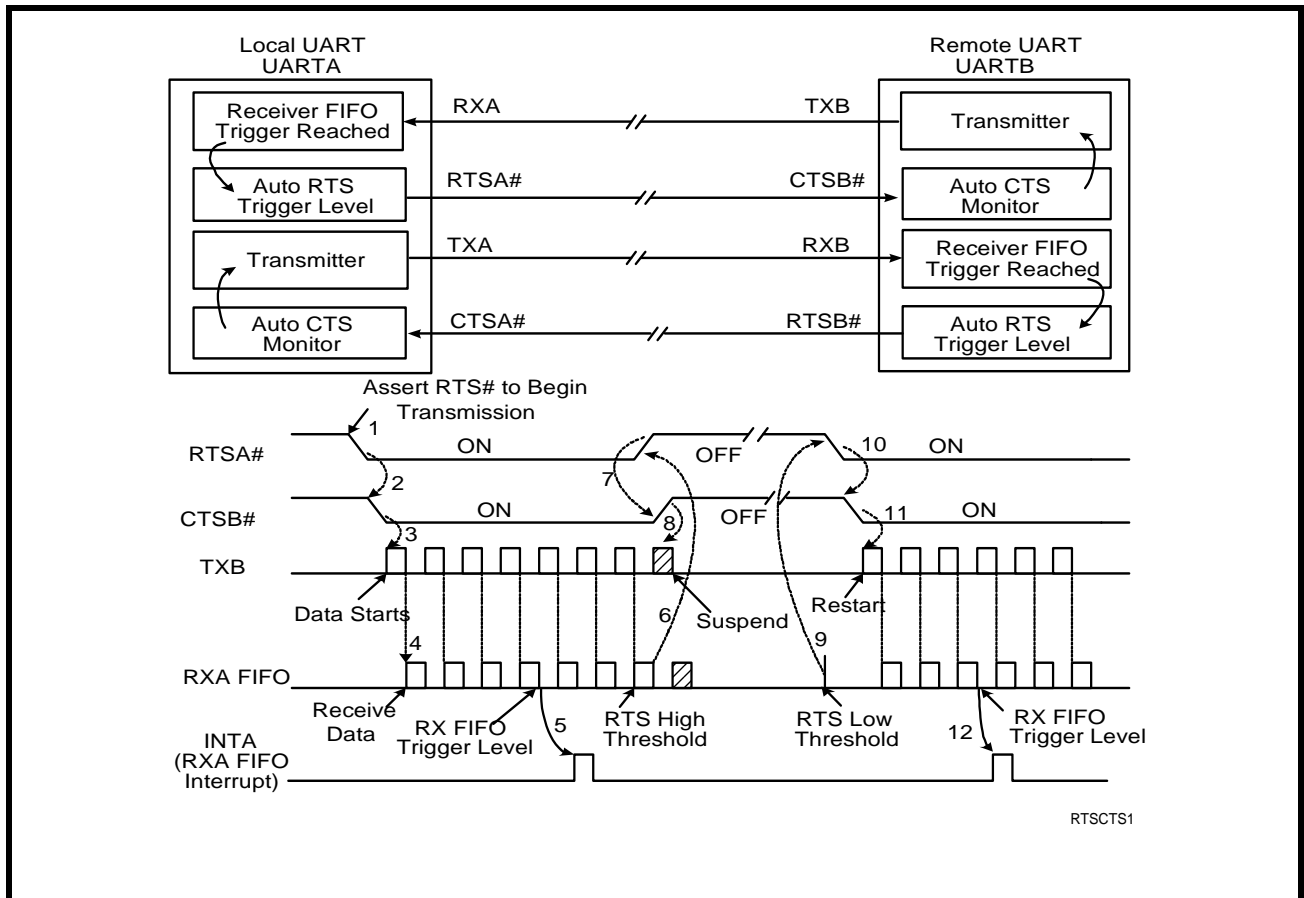 Local UART
UARTA
Remote UART
UARTB
Receiver FIFO
Trigger Reached
RXA
TXB
Transmitter
Auto RTS
Trigger Level
RTSA#
CTSB#
Auto CTS
Monitor
Transmitter
TXA
RXB
Receiver FIFO
Trigger Reached
Auto CTS
Monitor
CTSA#
RTSB#
Auto RTS
Trigger Level
Assert RTS# to Begin
Transmission
1
RTSA#
ON
OFF
10
ON
2
7
CTSB#
ON
8
OFF
11
ON
3
TXB
Data Starts
6
Suspend
Restart
4
9
RXA FIFO
Receive
Data
RX FIFO
Trigger Level
5
RTS High
Threshold
RTS Low
Threshold
12
RX FIFO
Trigger Level
INTA
(RXA FIFO
Interrupt)
RTSCTS1